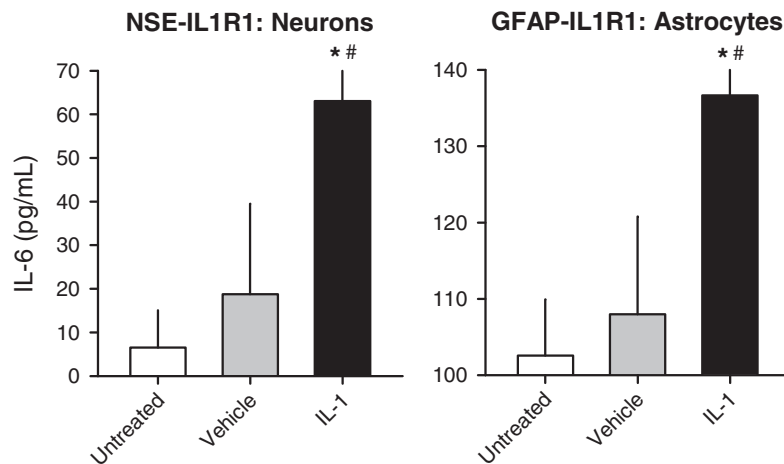 NSE-IL1R1: Neurons
GFAP-IL1R1: Astrocytes
IL-6 (pg/mL)
70
60
50
40
30
20
10
0
* #
Untreated
Vehicle
IL-1
140
130
120
110
100
* #
Untreated
Vehicle
IL-1